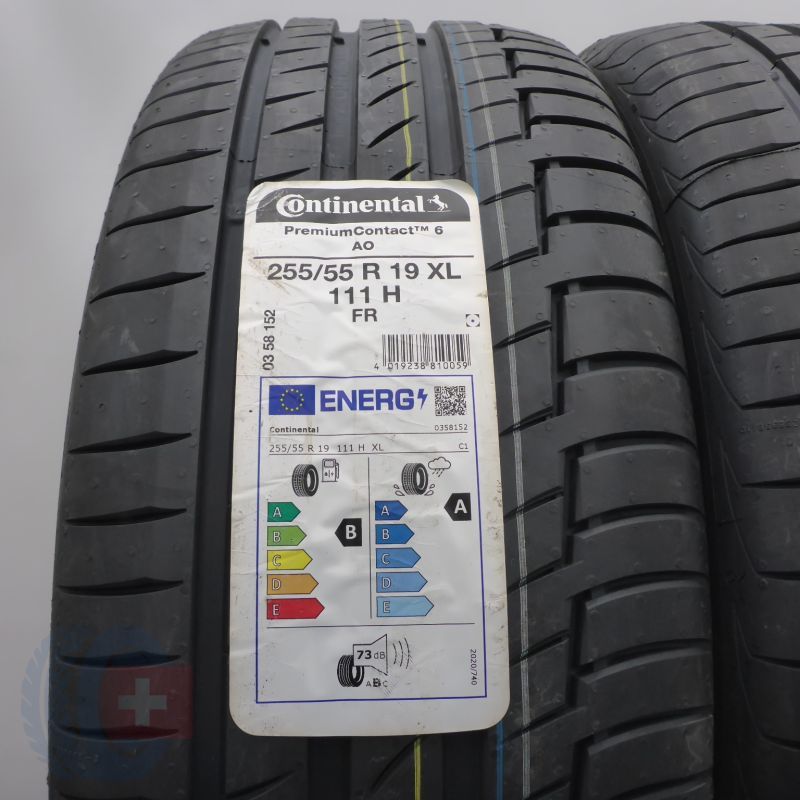 Continental
PremiumContact™ 6
AO
255/55 R 19 XL
111 H
FR
03 58 152
4 019238 810059
ENERG
Continental 0358152
255/55 R 19 111 H XL C1
A
B
C
D
E
B
A
B
C
D
E
A
73 dB
ABC
2020/740